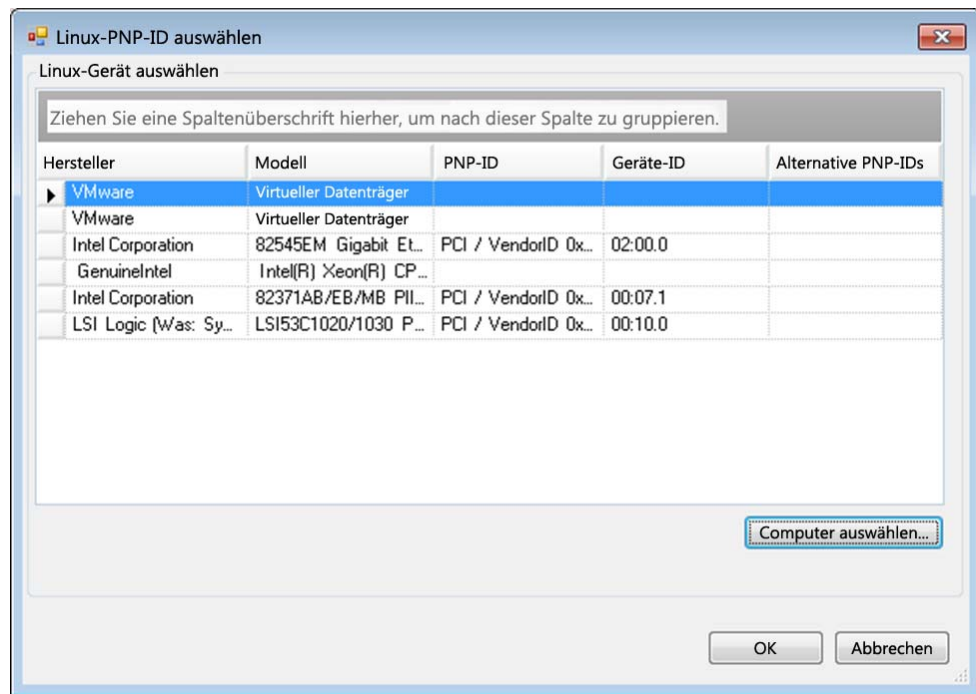 Linux-PNP-ID auswählen
Linux-Gerät auswählen
Ziehen Sie eine Spaltenüberschrift hierher, um nach dieser Spalte zu gruppieren.
Hersteller Modell PNP-ID Geräte-ID Alternative PNP-IDs
VMware Virtueller Datenträger
VMware Virtueller Datenträger
Intel Corporation 82545EM Gigabit Et... PCI / VendorID 0x... 02:00.0
GenuineIntel Intel(R) Xeon(R) CP...
Intel Corporation 82371AB/EB/MB PII... PCI / VendorID 0x... 00:07.1
LSI Logic (Was: Sy... LSI53C1020/1030 P... PCI / VendorID 0x... 00:10.0
Computer auswählen...
OK Abbrechen